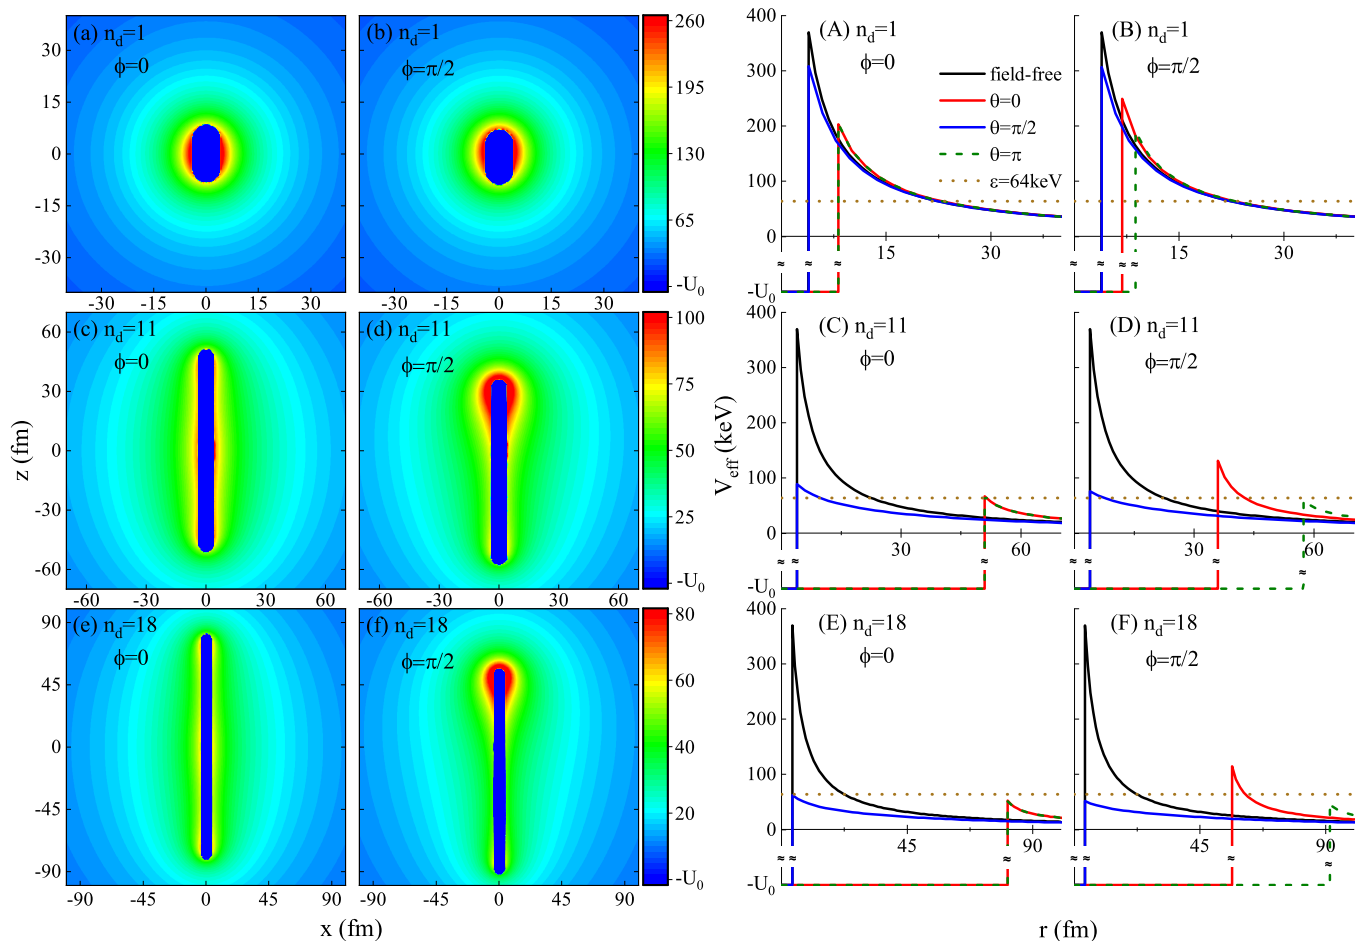 (a) n_d=1
ϕ=0
40
15
0
-15
-30
-30 -15 0 15 30
(b) n_d=1
ϕ=π/2
-30 -15 0 15 30
260
195
130
65
-U_0
(c) n_d=11
ϕ=0
60
30
0
-30
-60
-60 -30 0 30 60
(d) n_d=11
ϕ=π/2
-60 -30 0 30 60
100
75
50
25
-U_0
(e) n_d=18
ϕ=0
90
45
0
-45
-90
-90 -45 0 45 90
(f) n_d=18
ϕ=π/2
-90 -45 0 45 90
80
60
40
20
-U_0
z (fm)
x (fm)
(A) n_d=1
ϕ=0
field-free
θ=0
θ=π/2
θ=π
ε=64keV
400
300
200
100
0
-U_0
≈ ≈
15 30
(B) n_d=1
ϕ=π/2
≈ ≈ ≈
15 30
(C) n_d=11
ϕ=0
400
300
200
100
0
-U_0
≈ ≈
30 60
(D) n_d=11
ϕ=π/2
≈ ≈ ≈
30 60
(E) n_d=18
ϕ=0
400
300
200
100
0
-U_0
≈ ≈
45 90
(F) n_d=18
ϕ=π/2
≈ ≈ ≈
45 90
V_eff (keV)
r (fm)